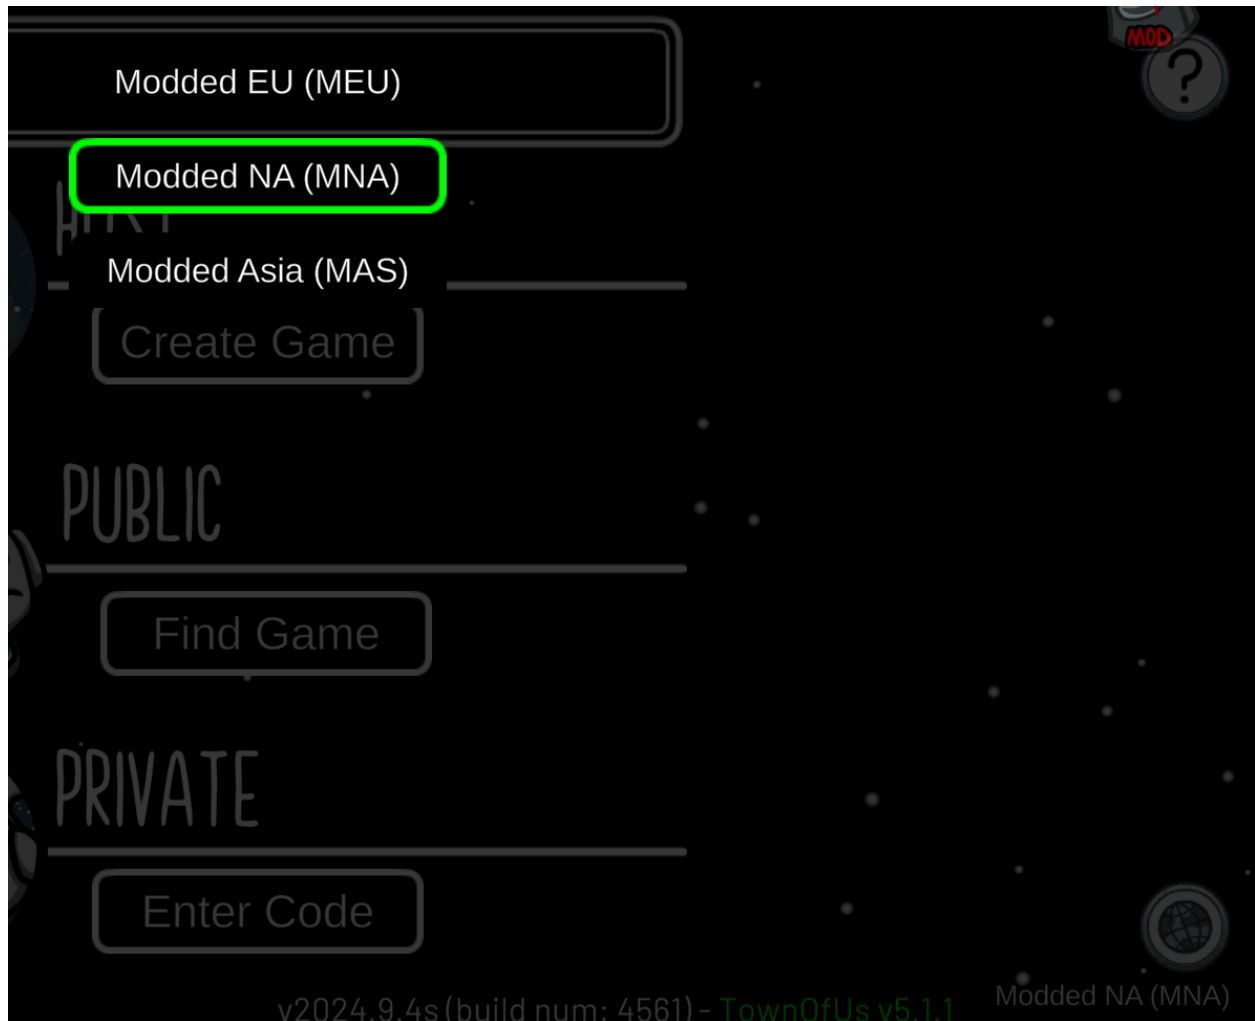 MOD
?
Modded EU (MEU)
Modded NA (MNA)
Modded Asia (MAS)
Create Game
PUBLIC
Find Game
PRIVATE
Enter Code
Modded NA (MNA)
v2024.9.4s (build num: 4561) - TownOfUs v5.1.1